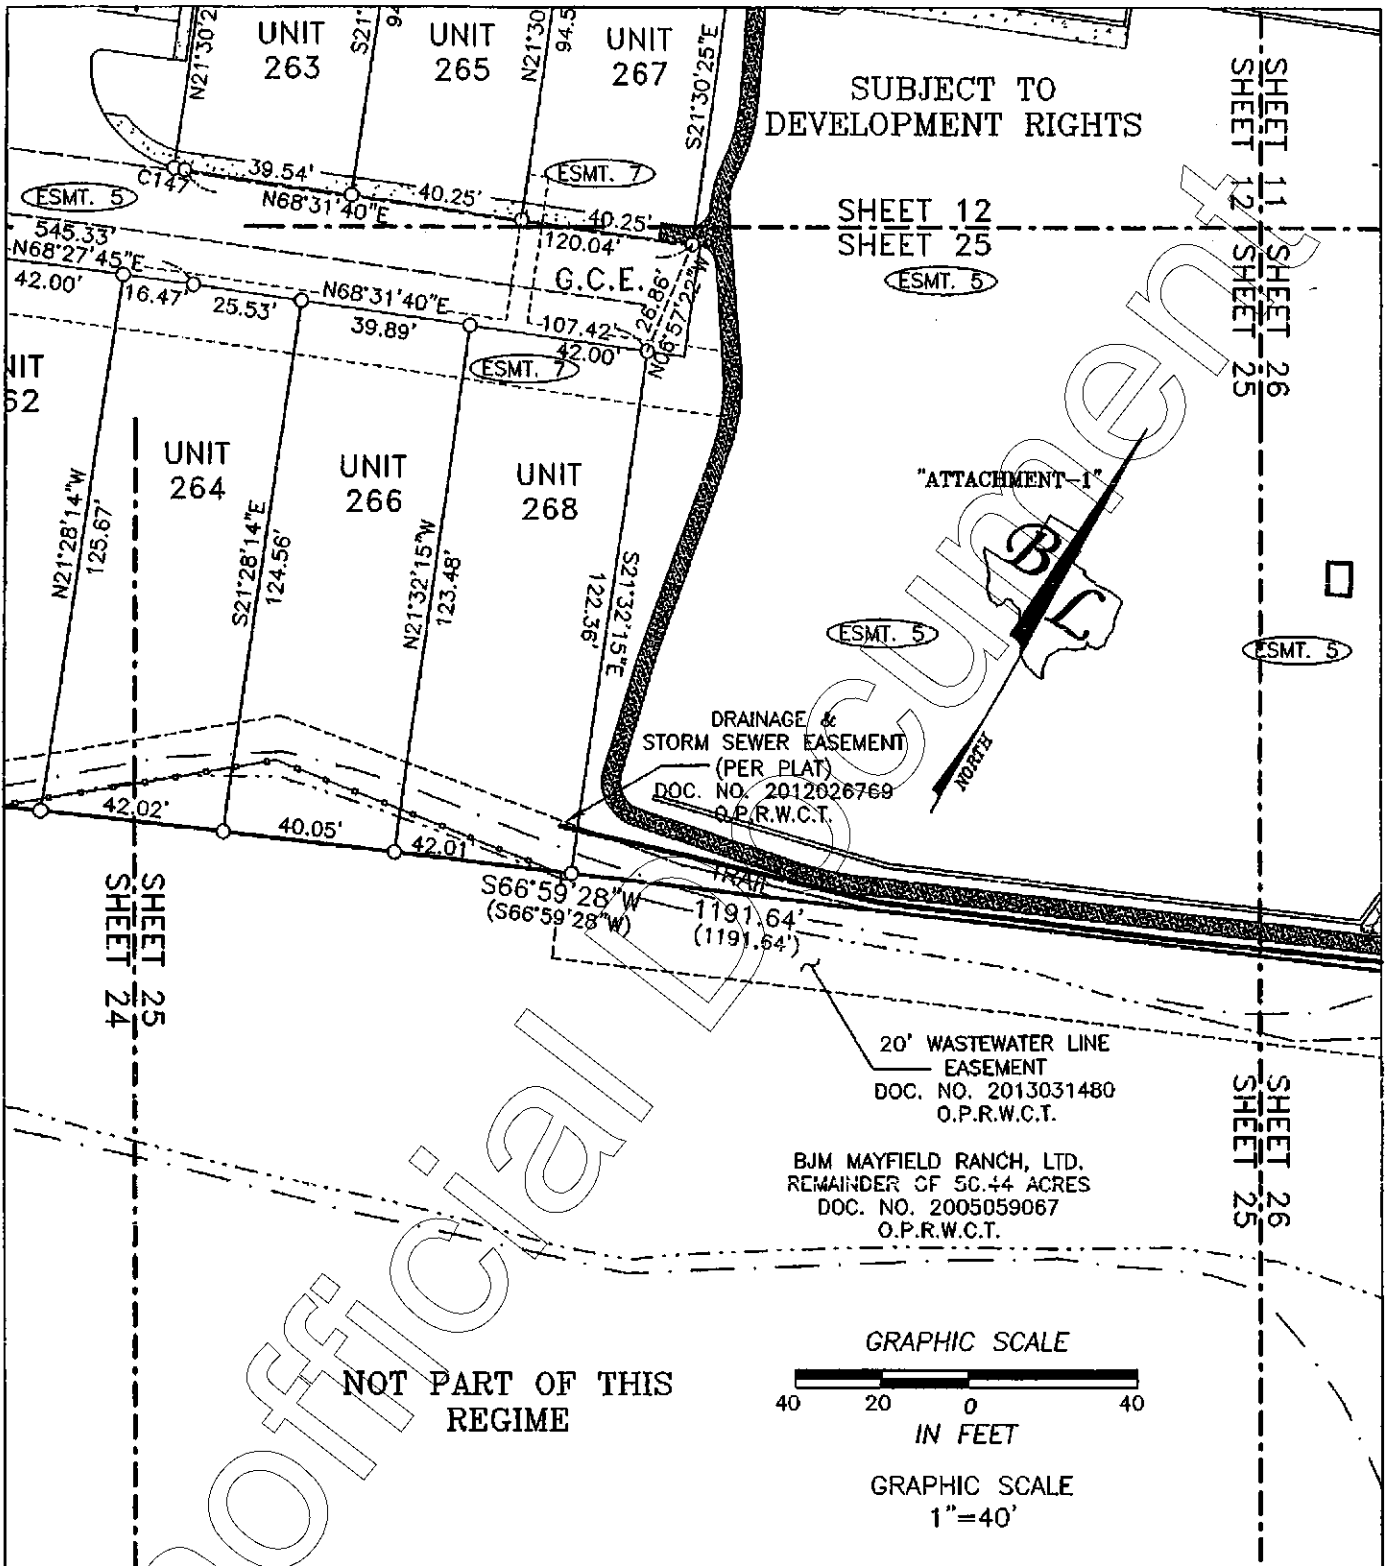 UNIT
263
UNIT
265
UNIT
267
N21°30'2
S21°
94
N21°30
94.5
S21°30'25"E
SUBJECT TO
DEVELOPMENT RIGHTS
SHEET 11
SHEET 12
SHEET 26
SHEET 25
C147
39.54'
N68°31'40"E
40.25'
ESMT. 7
40.25'
ESMT. 5
SHEET 12
SHEET 25
ESMT. 5
545.33'
N68°27'45"E
42.00'
16.47'
25.53'
N68°31'40"E
39.89'
120.04'
G.C.E.
26.86'
N06°57'22"W
107.42'
42.00'
ESMT. 7
NIT
62
UNIT
264
UNIT
266
UNIT
268
"ATTACHMENT-1"
B
L
NORTH
N21°28'14"W
125.67'
S21°28'14"E
124.56'
N21°32'15"W
123.48'
S21°32'15"E
122.36'
ESMT. 5
ESMT. 5
DRAINAGE &
STORM SEWER EASEMENT
(PER PLAT)
DOC. NO. 2012026769
O.P.R.W.C.T.
42.02'
40.05'
42.01'
TRAIL
S66°59'28"W
(S66°59'28"W)
1191.64'
(1191.64')
SHEET 25
SHEET 24
20' WASTEWATER LINE
EASEMENT
DOC. NO. 2013031480
O.P.R.W.C.T.
SHEET 26
SHEET 25
BJM MAYFIELD RANCH, LTD.
REMAINDER OF 50.44 ACRES
DOC. NO. 2005059067
O.P.R.W.C.T.
NOT PART OF THIS
REGIME
GRAPHIC SCALE
40 20 0 40
IN FEET
GRAPHIC SCALE
1"=40'
nofficial Document